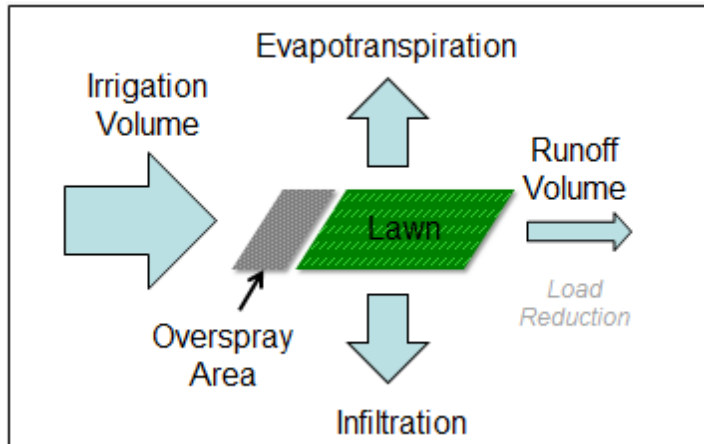 Evapotranspiration
Irrigation
Volume
Runoff
Volume
Lawn
Load
Reduction
Overspray
Area
Infiltration